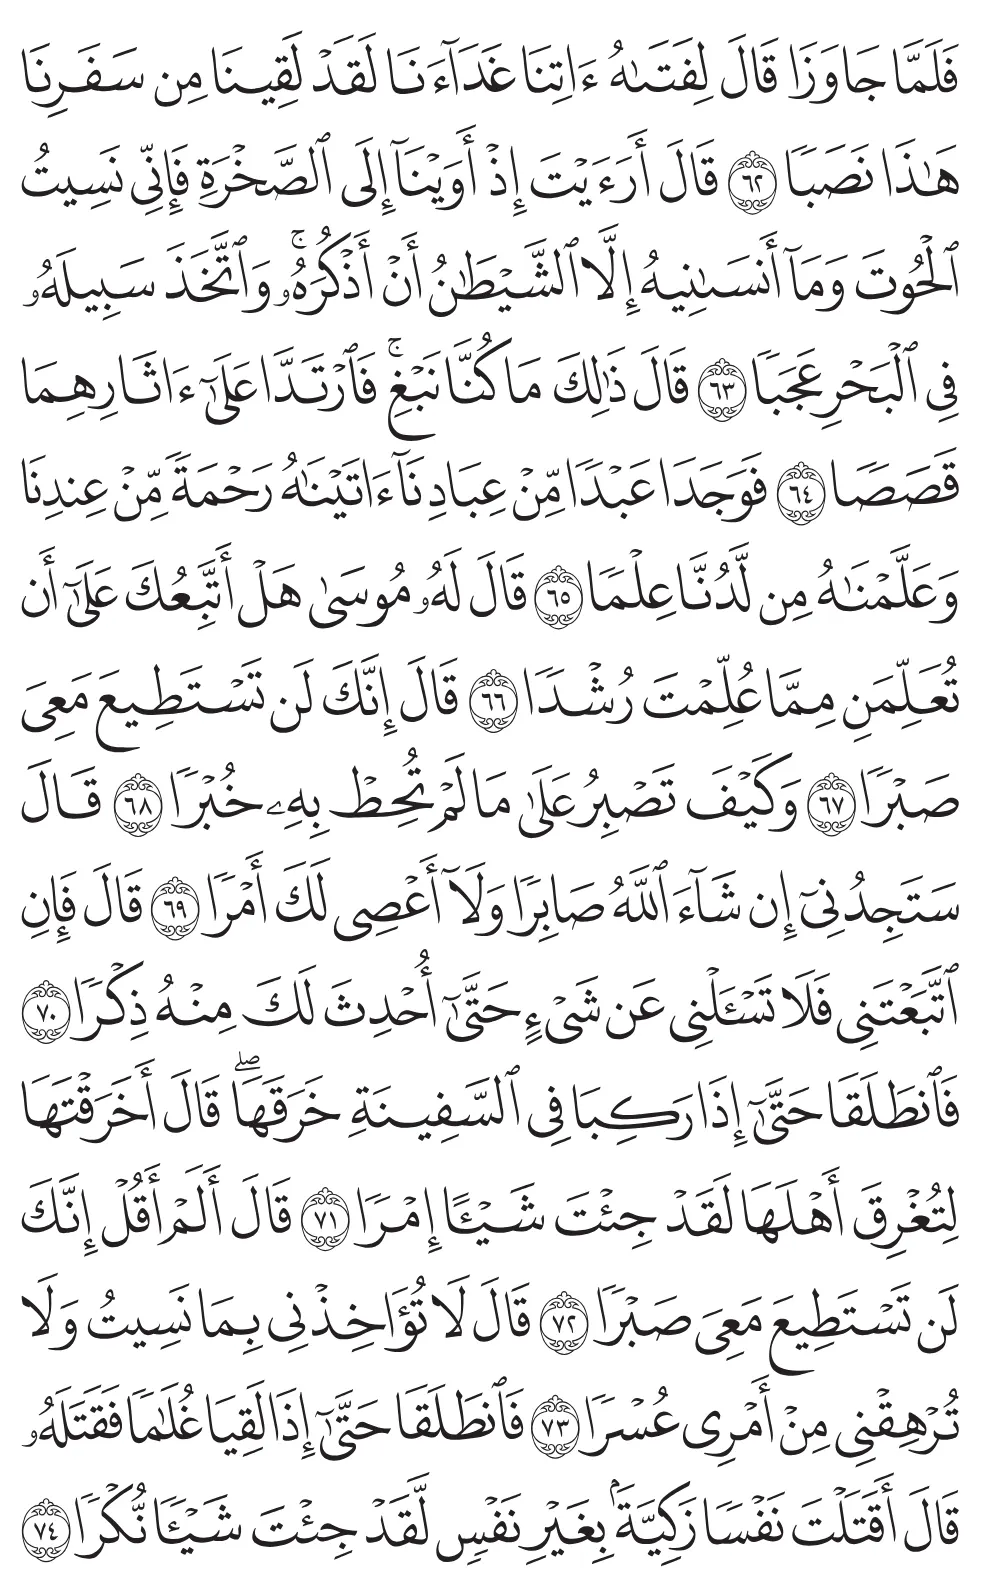 فَلَمَّا جَاوَزَا قَالَ لِفَتَىٰهُ ءَاتِنَا غَدَآءَنَا لَقَدْ لَقِينَا مِن سَفَرِنَا
هَٰذَا نَصَبًا ٦٢ قَالَ أَرَءَيْتَ إِذْ أَوَيْنَآ إِلَى ٱلصَّخْرَةِ فَإِنِّى نَسِيتُ
ٱلْحُوتَ وَمَآ أَنسَىٰنِيهُ إِلَّا ٱلشَّيْطَٰنُ أَنْ أَذْكُرَهُۥۚ وَٱتَّخَذَ سَبِيلَهُۥ
فِى ٱلْبَحْرِ عَجَبًا ٦٣ قَالَ ذَٰلِكَ مَا كُنَّا نَبْغِۚ فَٱرْتَدَّا عَلَىٰٓ ءَاثَارِهِمَا
قَصَصًا ٦٤ فَوَجَدَا عَبْدًا مِّنْ عِبَادِنَآ ءَاتَيْنَٰهُ رَحْمَةً مِّنْ عِندِنَا
وَعَلَّمْنَٰهُ مِن لَّدُنَّا عِلْمًا ٦٥ قَالَ لَهُۥ مُوسَىٰ هَلْ أَتَّبِعُكَ عَلَىٰٓ أَن
تُعَلِّمَنِ مِمَّا عُلِّمْتَ رُشْدًا ٦٦ قَالَ إِنَّكَ لَن تَسْتَطِيعَ مَعِىَ
صَبْرًا ٦٧ وَكَيْفَ تَصْبِرُ عَلَىٰ مَا لَمْ تُحِطْ بِهِۦ خُبْرًا ٦٨ قَالَ
سَتَجِدُنِىٓ إِن شَآءَ ٱللَّهُ صَابِرًا وَلَآ أَعْصِى لَكَ أَمْرًا ٦٩ قَالَ فَإِنِ
ٱتَّبَعْتَنِى فَلَا تَسْـَٔلْنِى عَن شَىْءٍ حَتَّىٰٓ أُحْدِثَ لَكَ مِنْهُ ذِكْرًا ٧٠
فَٱنطَلَقَا حَتَّىٰٓ إِذَا رَكِبَا فِى ٱلسَّفِينَةِ خَرَقَهَاۖ قَالَ أَخَرَقْتَهَا
لِتُغْرِقَ أَهْلَهَا لَقَدْ جِئْتَ شَيْـًٔا إِمْرًا ٧١ قَالَ أَلَمْ أَقُلْ إِنَّكَ
لَن تَسْتَطِيعَ مَعِىَ صَبْرًا ٧٢ قَالَ لَا تُؤَاخِذْنِى بِمَا نَسِيتُ وَلَا
تُرْهِقْنِى مِنْ أَمْرِى عُسْرًا ٧٣ فَٱنطَلَقَا حَتَّىٰٓ إِذَا لَقِيَا غُلَٰمًا فَقَتَلَهُۥ
قَالَ أَقَتَلْتَ نَفْسًا زَكِيَّةًۢ بِغَيْرِ نَفْسٍ لَّقَدْ جِئْتَ شَيْـًٔا نُّكْرًا ٧٤